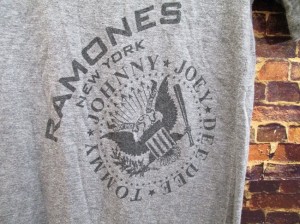 RAMONES
NEW YORK
JOHNNY ★ JOEY ★ DEE DEE ★ TOMMY ★